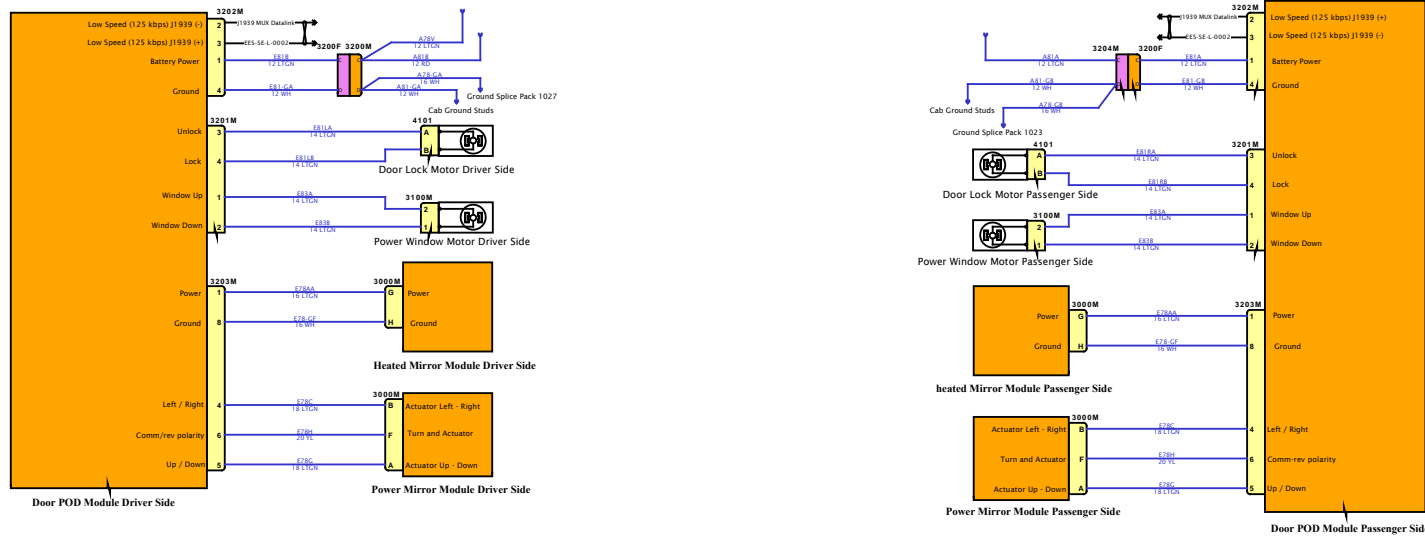 3202M
Low Speed (125 kbps) J1939 (-)
2
J1939 MUX Datalink
Low Speed (125 kbps) J1939 (+)
3
EES-SE-L-0002
3200F 3200M
A78V
12 LTGN
Battery Power
1
E81B
12 LTGN
C
C
A81B
12 RD
A78-GA
16 WH
Ground
4
E81-GA
12 WH
D
D
A81-GA
12 WH
Ground Splice Pack 1027
Cab Ground Studs
3201M
4101
Unlock
3
E81LA
14 LTGN
A
Lock
4
E81LB
14 LTGN
B
Door Lock Motor Driver Side
3100M
Window Up
1
E83A
14 LTGN
2
Window Down
2
E83B
14 LTGN
1
Power Window Motor Driver Side
3203M
3000M
Power
1
E78AA
16 LTGN
G
Power
Ground
8
E78-GF
16 WH
H
Ground
Heated Mirror Module Driver Side
3000M
Left / Right
4
E78C
18 LTGN
B
Actuator Left - Right
Comm/rev polarity
6
E78H
20 YL
F
Turn and Actuator
Up / Down
5
E78G
18 LTGN
A
Actuator Up - Down
Power Mirror Module Driver Side
Door POD Module Driver Side
3202M
J1939 MUX Datalink
2
Low Speed (125 kbps) J1939 (+)
EES-SE-L-0002
3
Low Speed (125 kbps) J1939 (-)
3204M 3200F
A81A
12 LTGN
C
C
E81A
12 LTGN
1
Battery Power
A81-GB
12 WH
D
D
E81-GB
12 WH
4
Ground
Cab Ground Studs
A78-GB
16 WH
Ground Splice Pack 1023
4101
3201M
A
E81RA
14 LTGN
3
Unlock
B
E81RB
14 LTGN
4
Lock
Door Lock Motor Passenger Side
3100M
2
E83A
14 LTGN
1
Window Up
1
E83B
14 LTGN
2
Window Down
Power Window Motor Passenger Side
3000M
3203M
Power
G
E78AA
16 LTGN
1
Power
Ground
H
E78-GF
16 WH
8
Ground
heated Mirror Module Passenger Side
3000M
Actuator Left - Right
B
E78C
18 LTGN
4
Left / Right
Turn and Actuator
F
E78H
20 YL
6
Comm-rev polarity
Actuator Up - Down
A
E78G
18 LTGN
5
Up / Down
Power Mirror Module Passenger Side
Door POD Module Passenger Sid